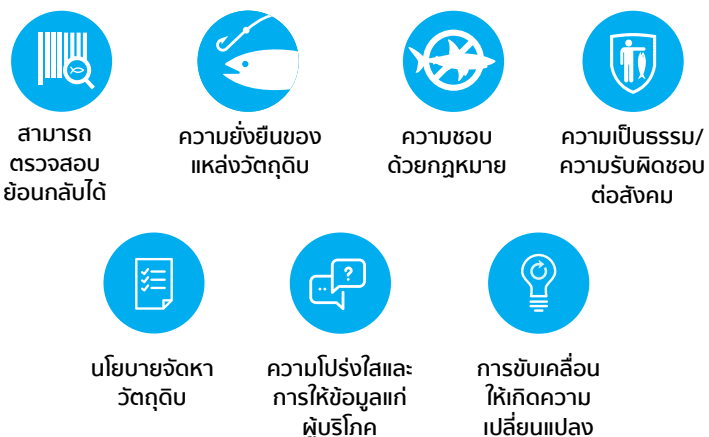 สามารถ
ตรวจสอบ
ย้อนกลับได้
ความยั่งยืนของ
แหล่งวัตถุดิบ
ความชอบ
ด้วยกฎหมาย
ความเป็นธรรม/
ความรับผิดชอบ
ต่อสังคม
?
นโยบายจัดหา
วัตถุดิบ
ความโปร่งใสและ
การให้ข้อมูลแก่
ผู้บริโภค
การขับเคลื่อน
ให้เกิดความ
เปลี่ยนแปลง